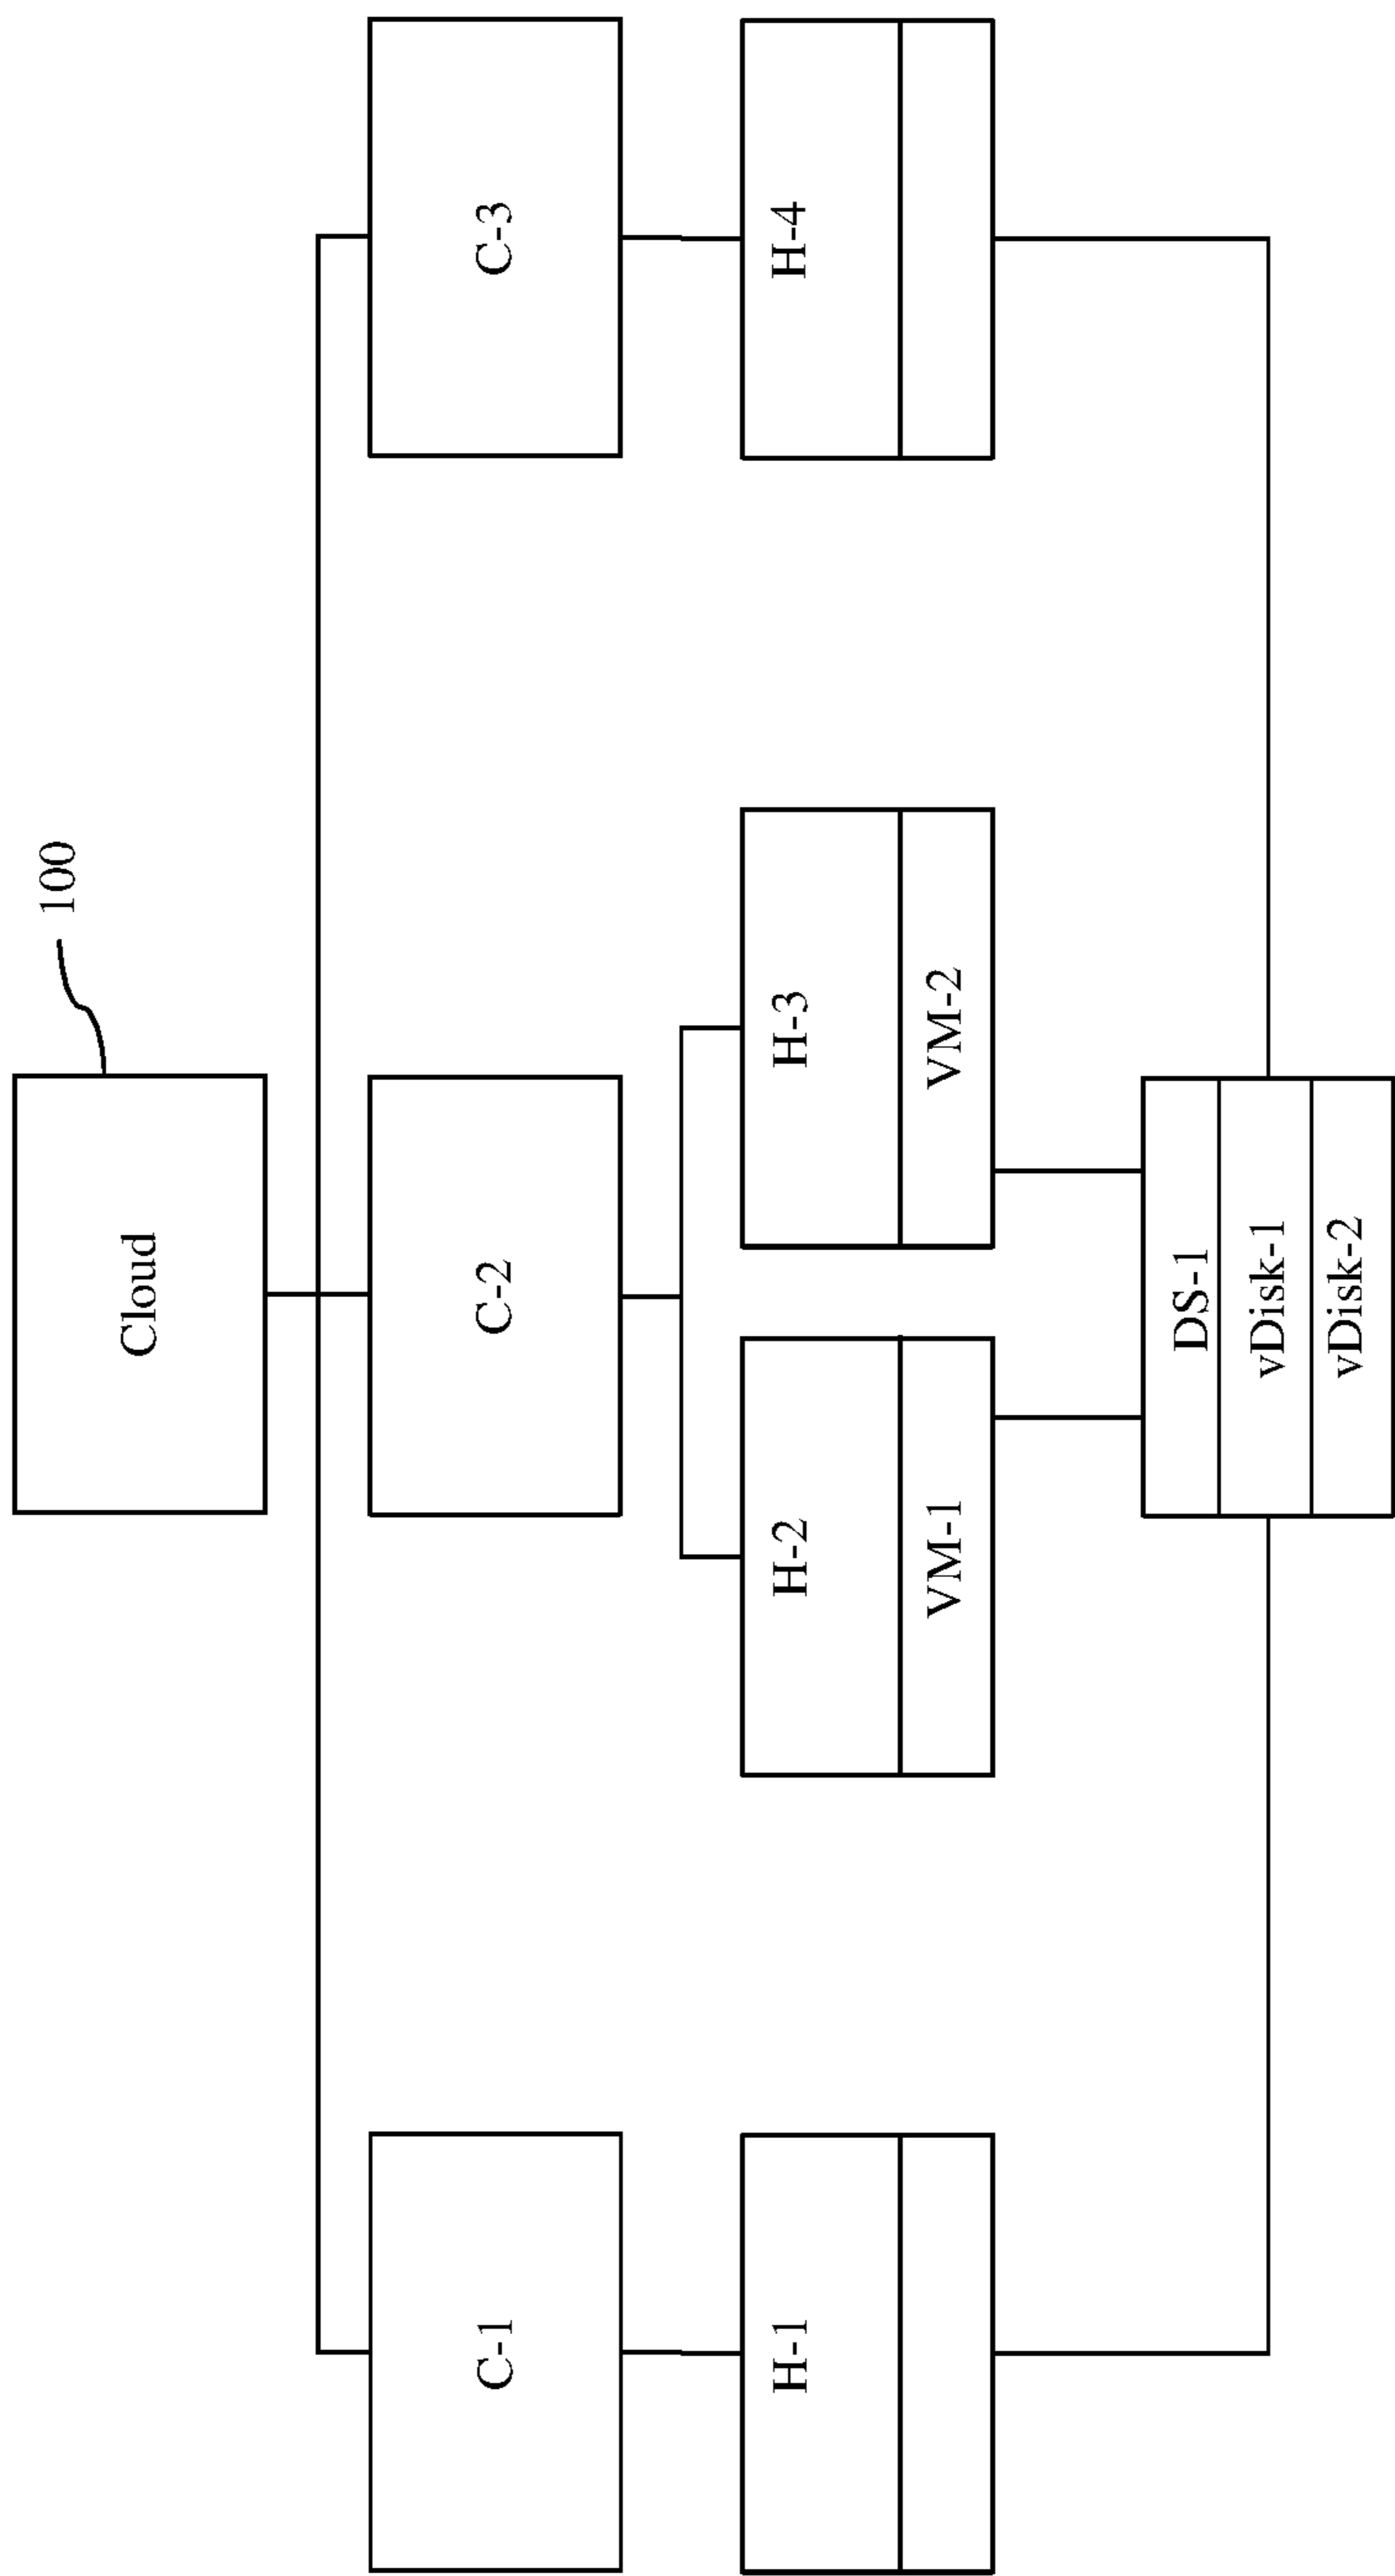 100
Cloud
C-1
C-2
C-3
H-1
H-2
H-3
H-4
VM-1
VM-2
DS-1
vDisk-1
vDisk-2